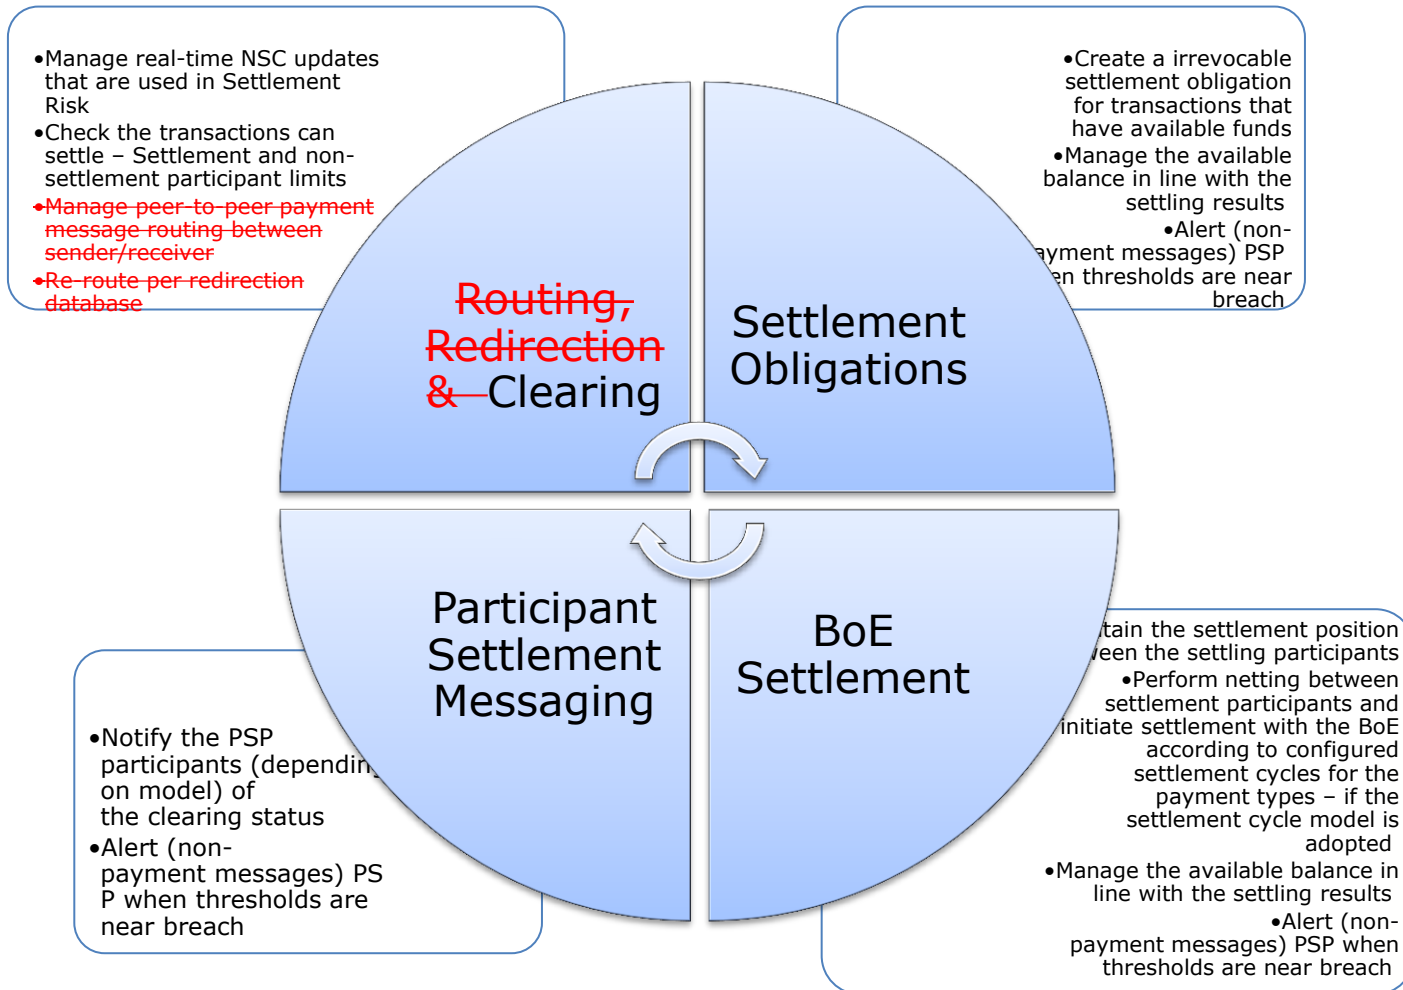 •Manage real-time NSC updates
that are used in Settlement
Risk
•Check the transactions can
settle – Settlement and non-
settlement participant limits
•Manage peer-to-peer payment
message routing between
sender/receiver
•Re-route per redirection
database
•Create a irrevocable
settlement obligation
for transactions that
have available funds
•Manage the available
balance in line with the
settling results
•Alert (non-
ayment messages) PSP
en thresholds are near
breach
Routing,
Redirection
& Clearing
Settlement
Obligations
Participant
Settlement
Messaging
BoE
Settlement
•Notify the PSP
participants (depending
on model) of
the clearing status
•Alert (non-
payment messages) PS
P when thresholds are
near breach
tain the settlement position
ween the settling participants
•Perform netting between
settlement participants and
initiate settlement with the BoE
according to configured
settlement cycles for the
payment types – if the
settlement cycle model is
adopted
•Manage the available balance in
line with the settling results
•Alert (non-
payment messages) PSP when
thresholds are near breach